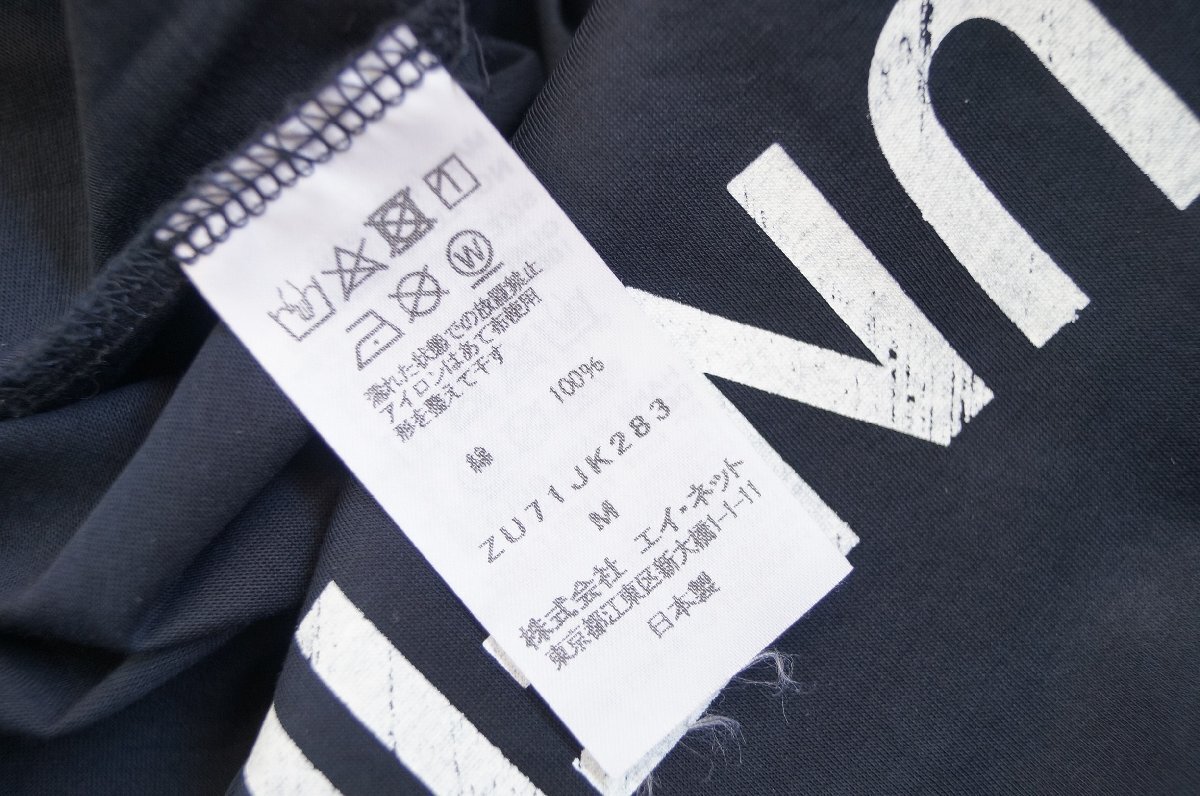 濡れた状態での放置禁止
アイロンはあて布使用
形を整えて干す
綿 100%
ZU71JK283
M
株式会社 エイ・ネット
東京都江東区新大橋1-1-11
日本製